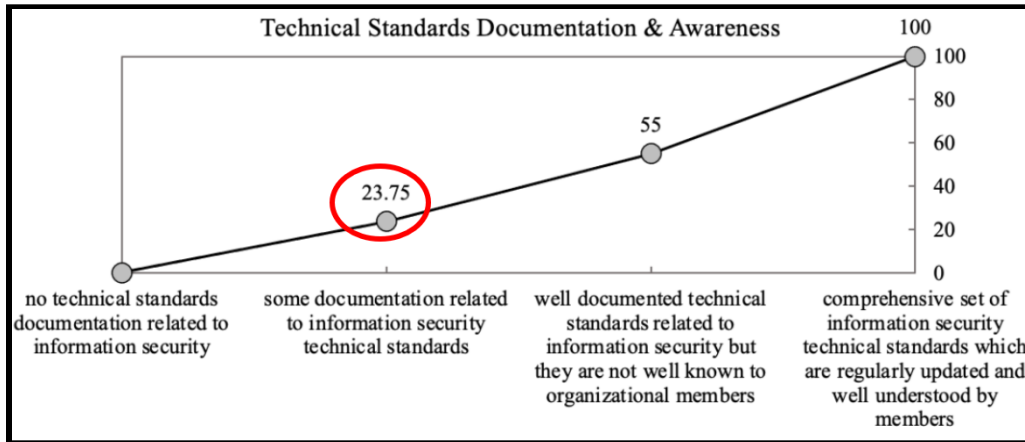 Technical Standards Documentation & Awareness
100
100
80
55
60
23.75
40
20
0
no technical standards
documentation related to
information security
some documentation related
to information security
technical standards
well documented technical
standards related to
information security but
they are not well known to
organizational members
comprehensive set of
information security
technical standards which
are regularly updated and
well understood by
members